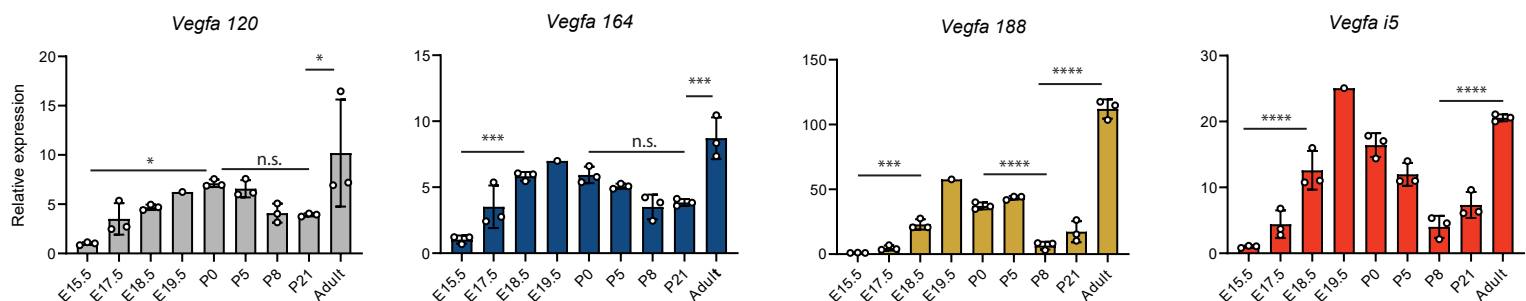 Vegfa 120
Relative expression
20
15
10
5
0
*
n.s.
*
E15.5
E17.5
E18.5
E19.5
P0
P5
P8
P21
Adult
Vegfa 164
15
10
5
0
***
n.s.
***
E15.5
E17.5
E18.5
E19.5
P0
P5
P8
P21
Adult
Vegfa 188
150
100
50
0
***
****
****
E15.5
E17.5
E18.5
E19.5
P0
P5
P8
P21
Adult
Vegfa i5
30
20
10
0
****
****
E15.5
E17.5
E18.5
E19.5
P0
P5
P8
P21
Adult